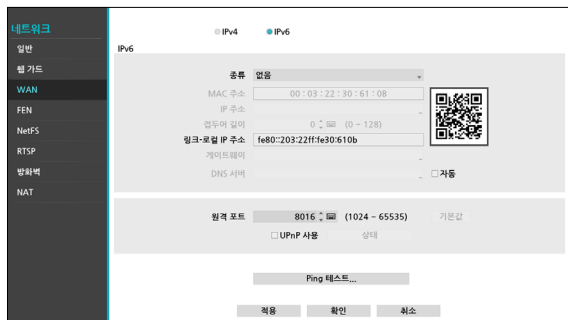 네트워크
일반
웹 가드
WAN
FEN
NetFS
RTSP
방화벽
NAT
IPv4 IPv6
IPv6
종류 없음
MAC 주소 00 : 03 : 22 : 30 : 61 : 0B
IP 주소
접두어 길이 0 (0 ~ 128)
링크-로컬 IP 주소 fe80::203:22ff:fe30:610b
게이트웨이
DNS 서버 자동
원격 포트 8016 (1024 ~ 65535) 기본값
UPnP 사용 상태
Ping 테스트...
적용 확인 취소